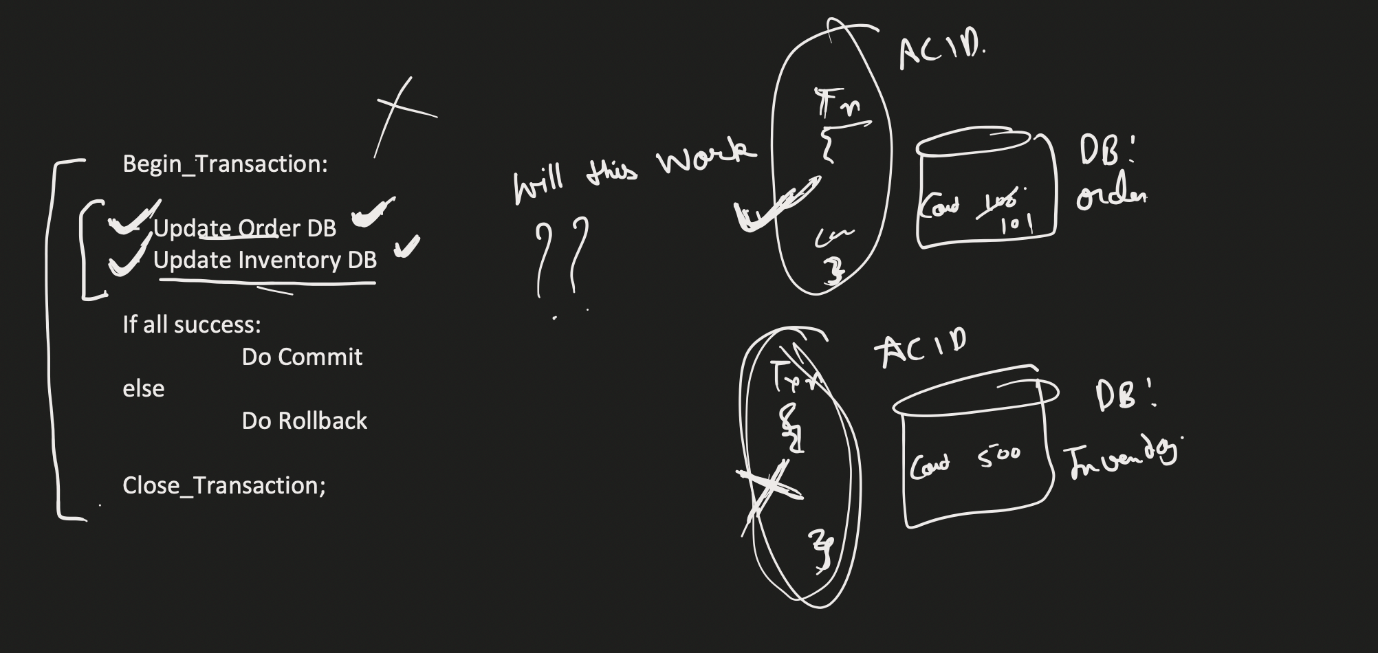 Begin_Transaction:
Update Order DB
Update Inventory DB
If all success:
Do Commit
else
Do Rollback
Close_Transaction;
Will this Work
??
ACID.
Txn
{
}
DB:
Order
101
ACID
Txn
{
}
DB:
Inventory
500